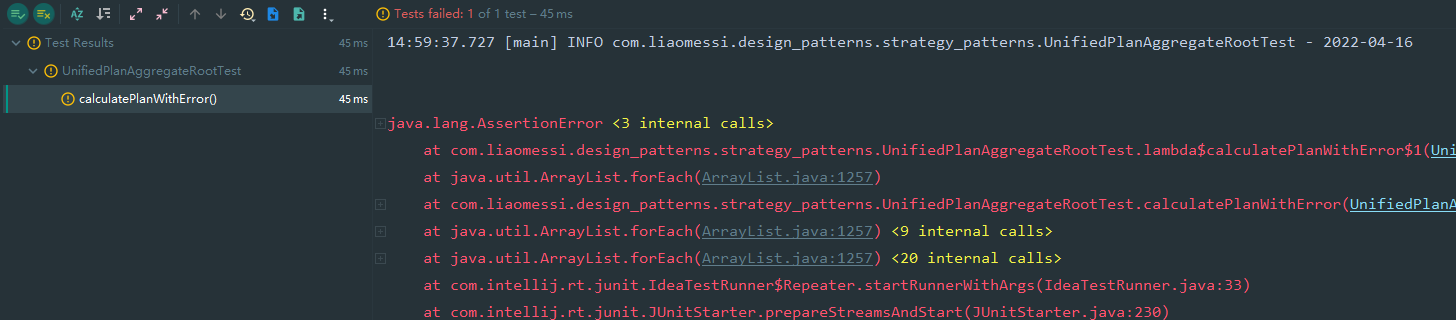 Tests failed: 1 of 1 test – 45 ms
Test Results 45 ms
UnifiedPlanAggregateRootTest 45 ms
calculatePlanWithError() 45 ms
14:59:37.727 [main] INFO com.liaomessi.design_patterns.strategy_patterns.UnifiedPlanAggregateRootTest - 2022-04-16
java.lang.AssertionError <3 internal calls>
at com.liaomessi.design_patterns.strategy_patterns.UnifiedPlanAggregateRootTest.lambda$calculatePlanWithError$1(Uni
at java.util.ArrayList.forEach(ArrayList.java:1257)
at com.liaomessi.design_patterns.strategy_patterns.UnifiedPlanAggregateRootTest.calculatePlanWithError(UnifiedPlanA
at java.util.ArrayList.forEach(ArrayList.java:1257) <9 internal calls>
at java.util.ArrayList.forEach(ArrayList.java:1257) <20 internal calls>
at com.intellij.rt.junit.IdeaTestRunner$Repeater.startRunnerWithArgs(IdeaTestRunner.java:33)
at com.intellij.rt.junit.JUnitStarter.prepareStreamsAndStart(JUnitStarter.java:230)